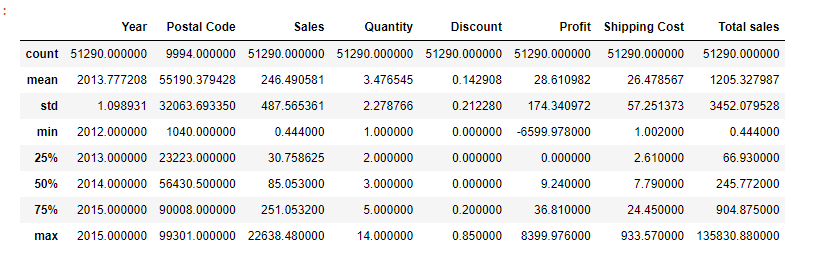 :
Year Postal Code Sales Quantity Discount Profit Shipping Cost Total sales
count 51290.000000 9994.000000 51290.000000 51290.000000 51290.000000 51290.000000 51290.000000 51290.000000
mean 2013.777208 55190.379428 246.490581 3.476545 0.142908 28.610982 26.478567 1205.327987
std 1.098931 32063.693350 487.565361 2.278766 0.212280 174.340972 57.251373 3452.079528
min 2012.000000 1040.000000 0.444000 1.000000 0.000000 -6599.978000 1.002000 0.444000
25% 2013.000000 23223.000000 30.758625 2.000000 0.000000 0.000000 2.610000 66.930000
50% 2014.000000 56430.500000 85.053000 3.000000 0.000000 9.240000 7.790000 245.772000
75% 2015.000000 90008.000000 251.053200 5.000000 0.200000 36.810000 24.450000 904.875000
max 2015.000000 99301.000000 22638.480000 14.000000 0.850000 8399.976000 933.570000 135830.880000